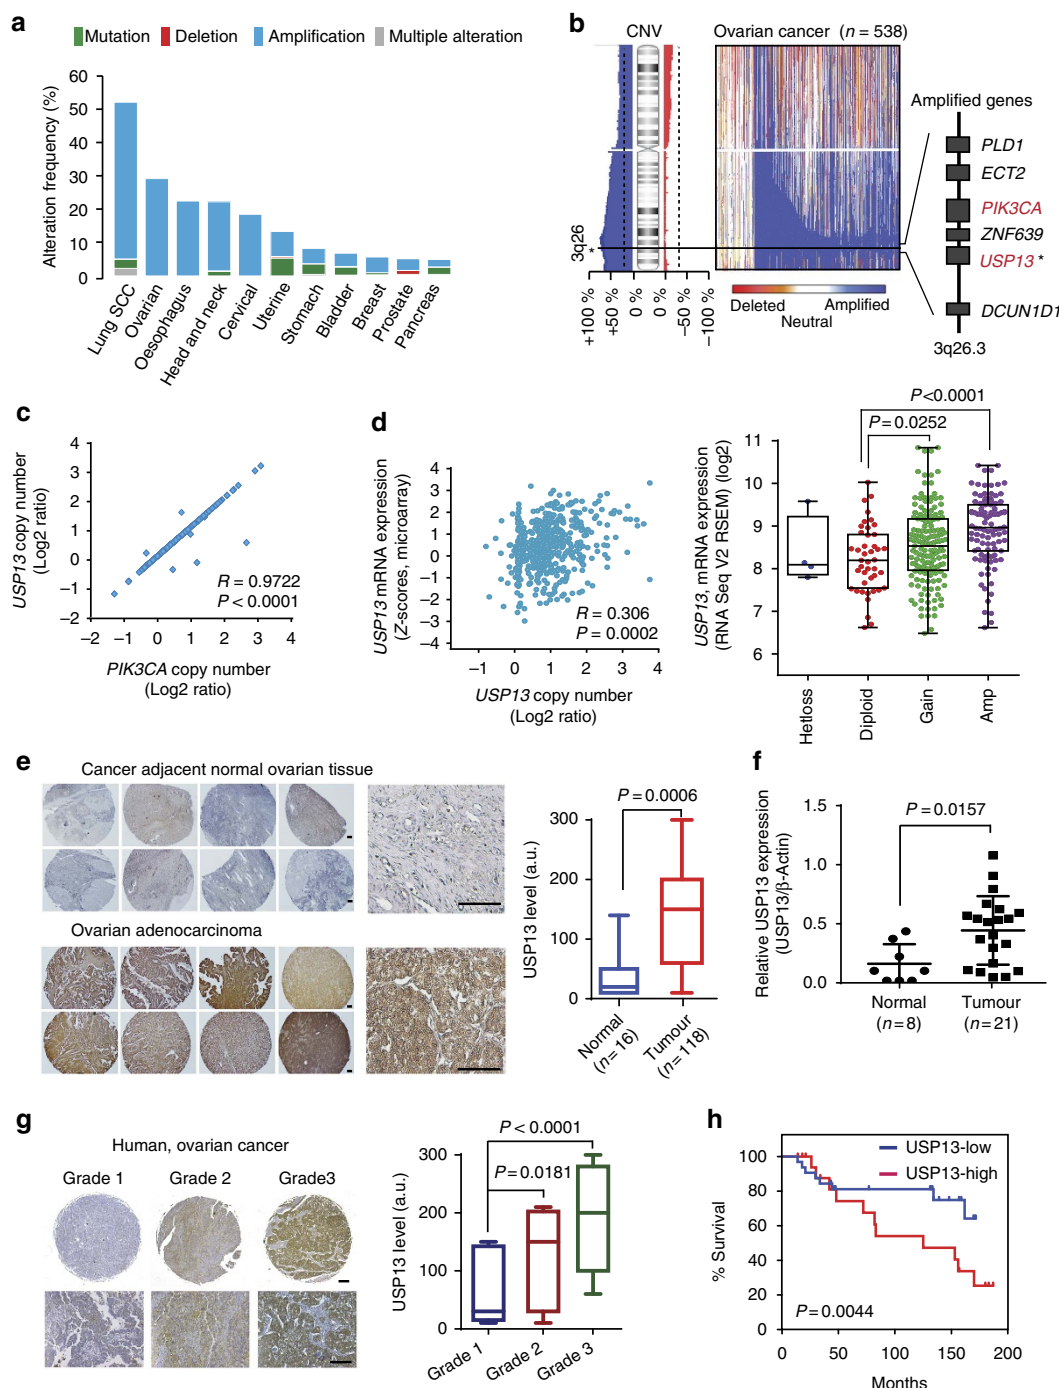 a
Mutation Deletion Amplification Multiple alteration
Alteration frequency (%)
60
50
40
30
20
10
0
Lung SCC
Ovarian
Oesophagus
Head and neck
Cervical
Uterine
Stomach
Bladder
Breast
Prostate
Pancreas
b
CNV
Ovarian cancer (n = 538)
3q26
*
+100 %
+50 %
0 %
0 %
−50 %
−100 %
Deleted Amplified
Neutral
Amplified genes
PLD1
ECT2
PIK3CA
ZNF639
USP13 *
DCUN1D1
3q26.3
c
USP13 copy number
(Log2 ratio)
4
3
2
1
0
−1
−2
R = 0.9722
P < 0.0001
−2 −1 0 1 2 3 4
PIK3CA copy number
(Log2 ratio)
d
USP13 mRNA expression
(Z-scores, microarray)
4
3
2
1
0
−1
−2
−3
−4
R = 0.306
P = 0.0002
−1 0 1 2 3 4
USP13 copy number
(Log2 ratio)
USP13, mRNA expression
(RNA Seq V2 RSEM) (log2)
P<0.0001
P = 0.0252
11
10
9
8
7
6
Hetloss
Diploid
Gain
Amp
e
Cancer adjacent normal ovarian tissue
Ovarian adenocarcinoma
USP13 level (a.u.)
P = 0.0006
300
200
100
0
Normal
(n= 16)
Tumour
(n= 118)
f
Relative USP13 expression
(USP13/β-Actin)
P = 0.0157
1.5
1.0
0.5
0.0
Normal Tumour
(n=8) (n=21)
g
Human, ovarian cancer
Grade 1 Grade 2 Grade3
USP13 level (a.u.)
P < 0.0001
P = 0.0181
300
200
100
0
Grade 1
Grade 2
Grade 3
h
% Survival
USP13-low
USP13-high
100
80
60
40
20
0
P = 0.0044
0 50 100 150 200
Months